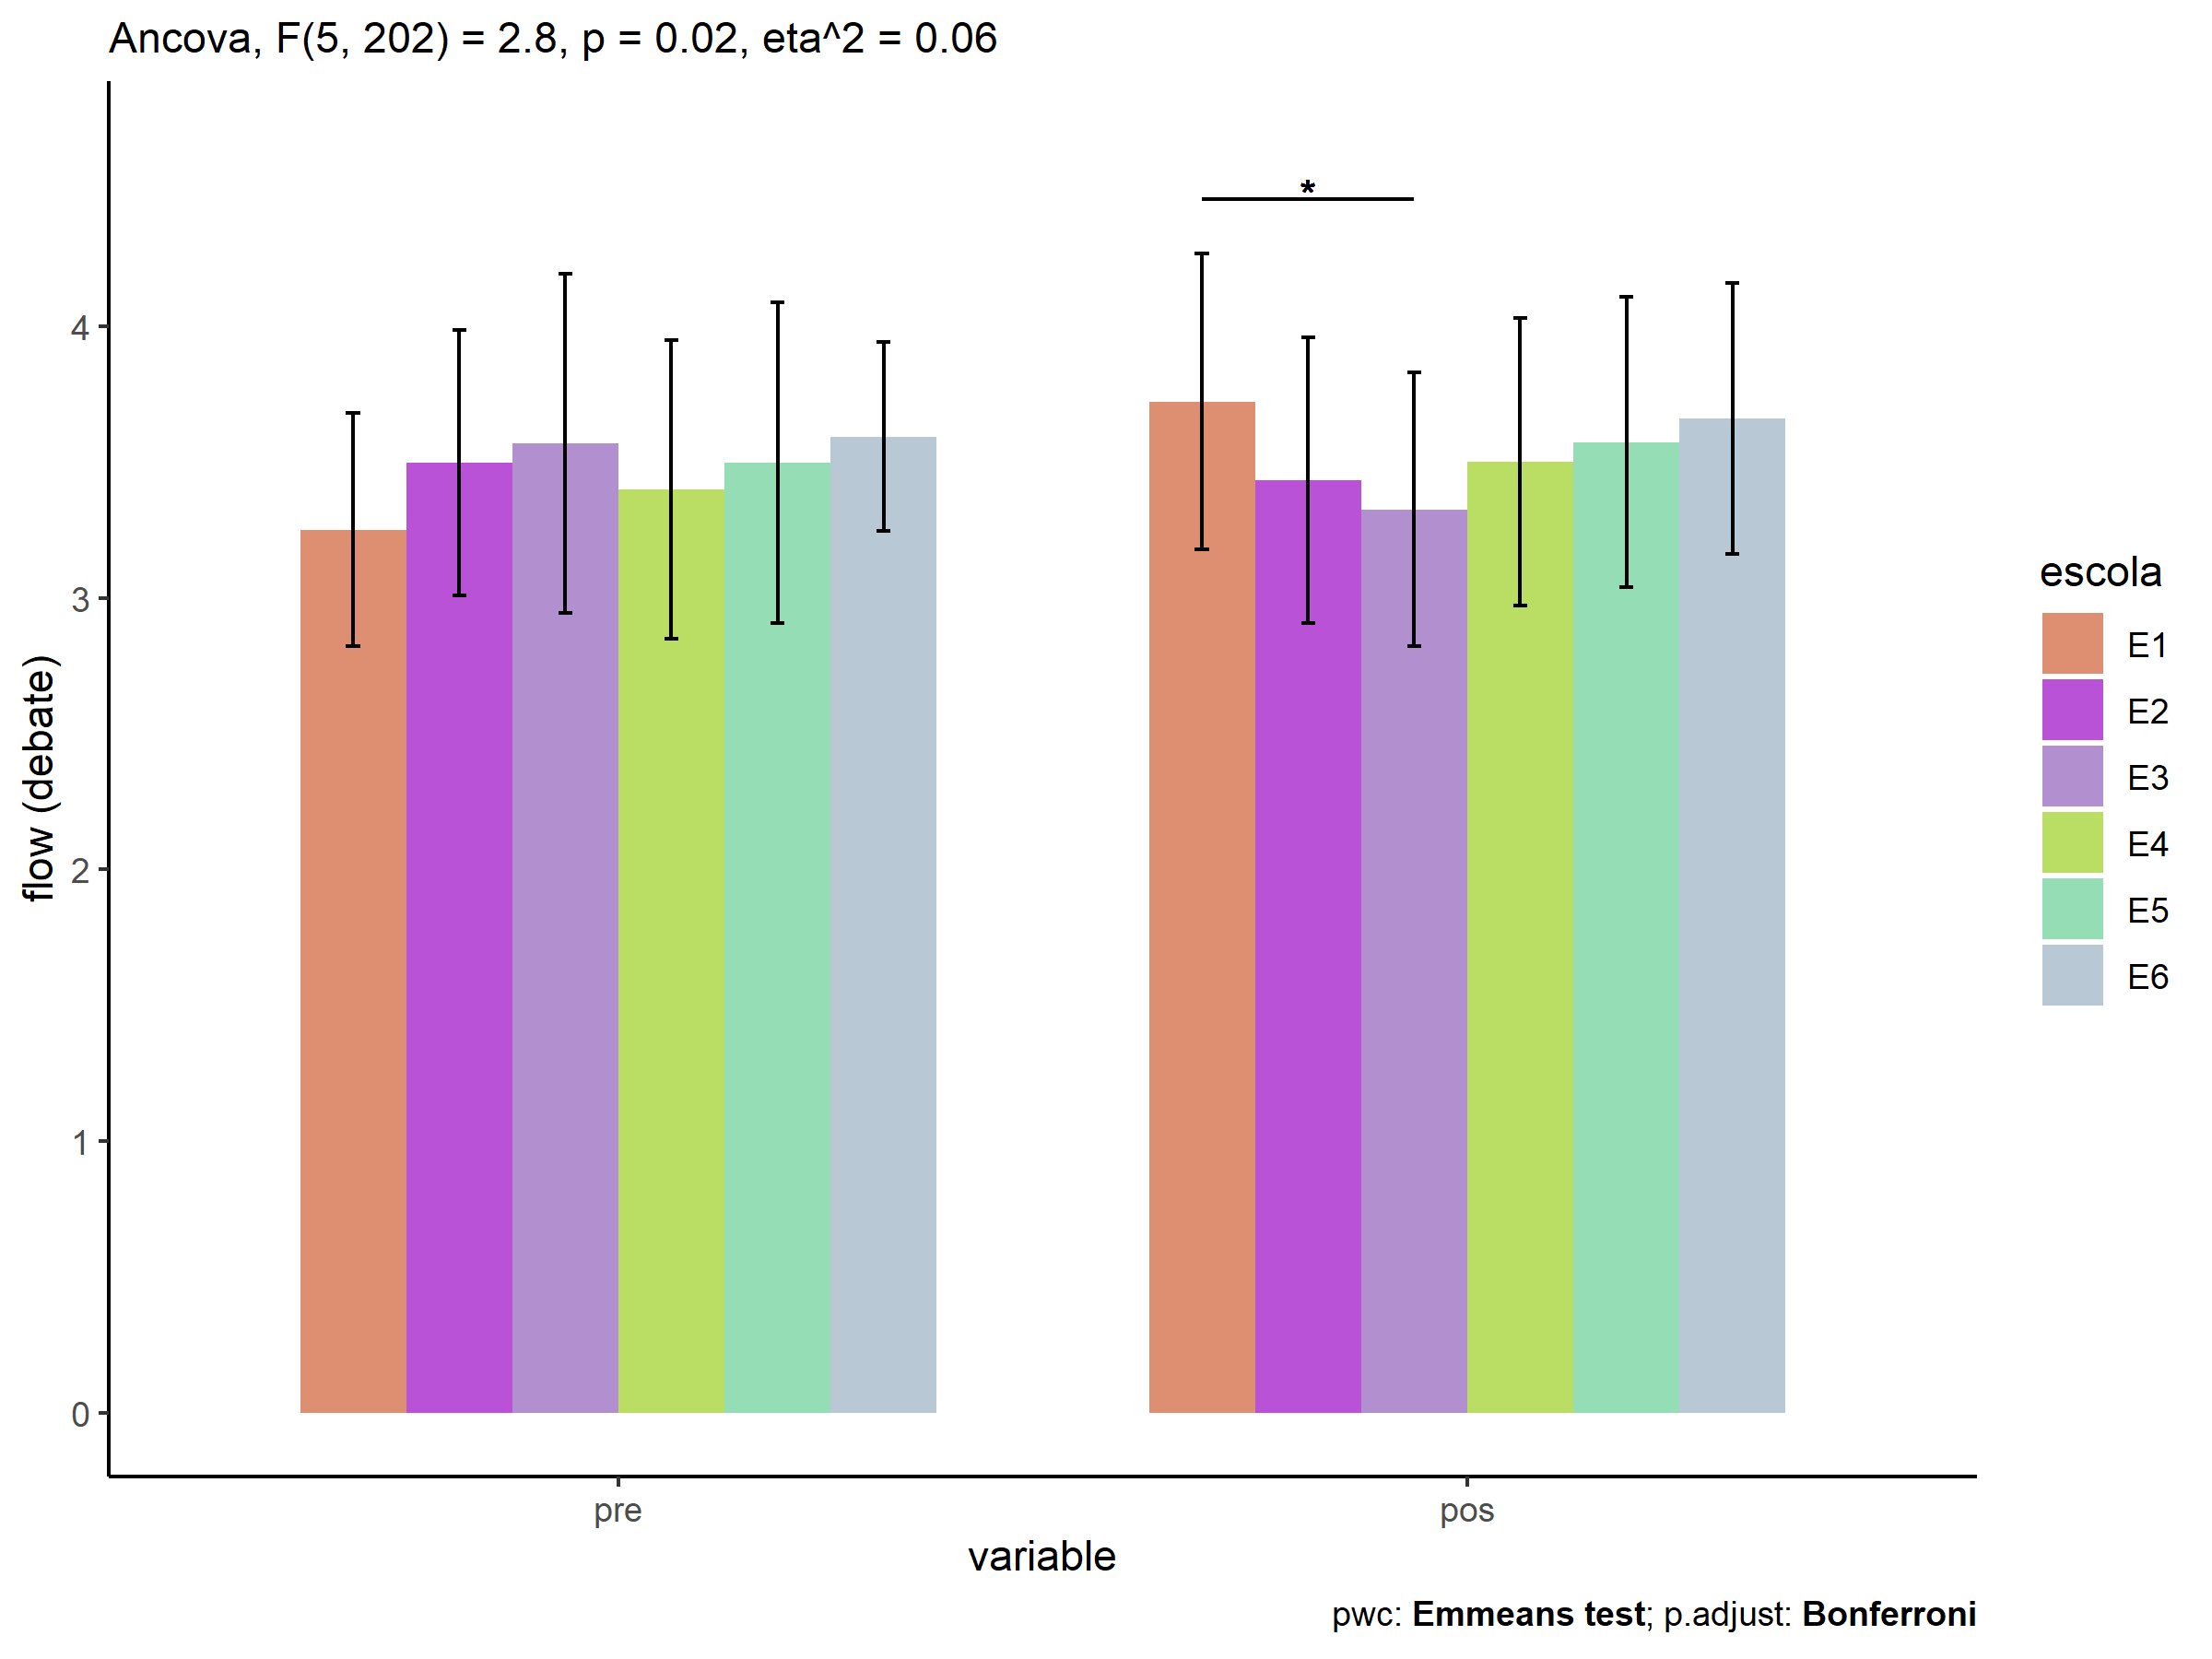 Ancova, F(5, 202) = 2.8, p = 0.02, eta^2 = 0.06
*
4
3
2
1
0
flow (debate)
pre
pos
variable
escola
E1
E2
E3
E4
E5
E6
pwc: Emmeans test; p.adjust: Bonferroni